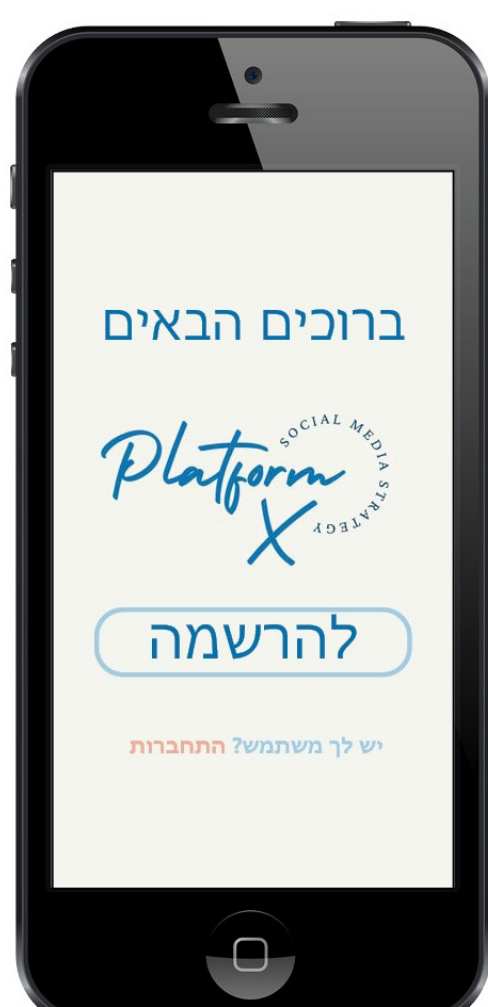 ברוכים הבאים
Platform
X
SOCIAL MEDIA STRATEGY
להרשמה
יש לך משתמש? התחברות